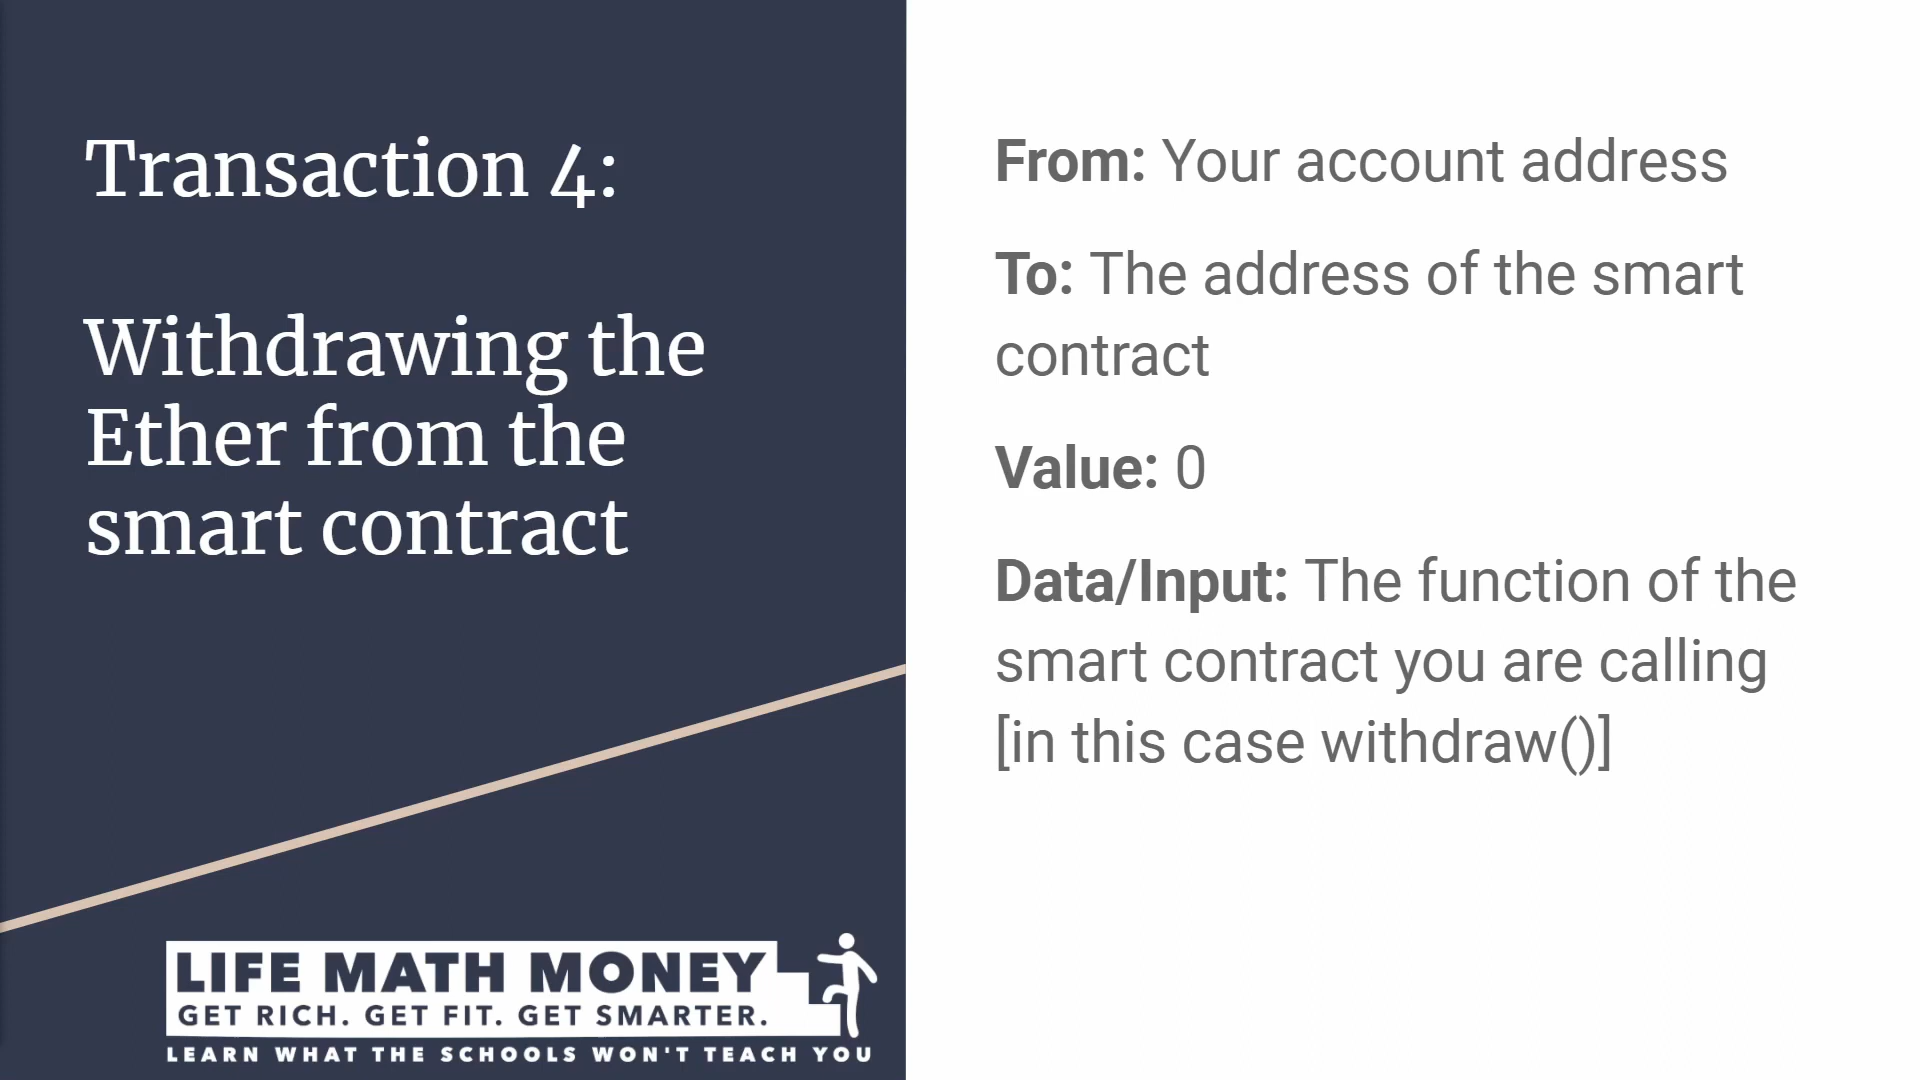 Transaction 4:
Withdrawing the
Ether from the
smart contract
From: Your account address
To: The address of the smart
contract
Value: 0
Data/Input: The function of the
smart contract you are calling
[in this case withdraw()]
LIFE MATH MONEY
GET RICH. GET FIT. GET SMARTER.
LEARN WHAT THE SCHOOLS WON'T TEACH YOU